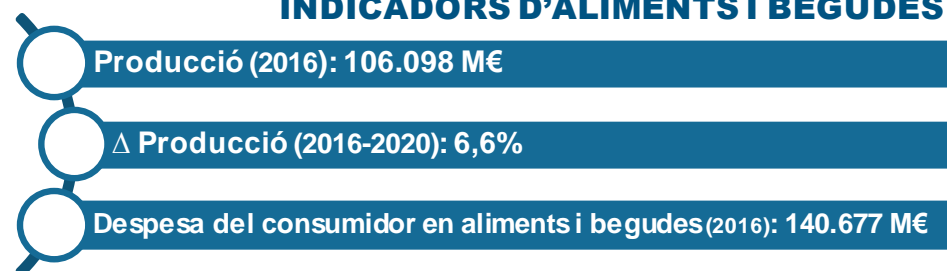 INDICADORS D'ALIMENTS I BEGUDES
Producció (2016): 106.098 M€
∆ Producció (2016-2020): 6,6%
Despesa del consumidor en aliments i begudes (2016): 140.677 M€